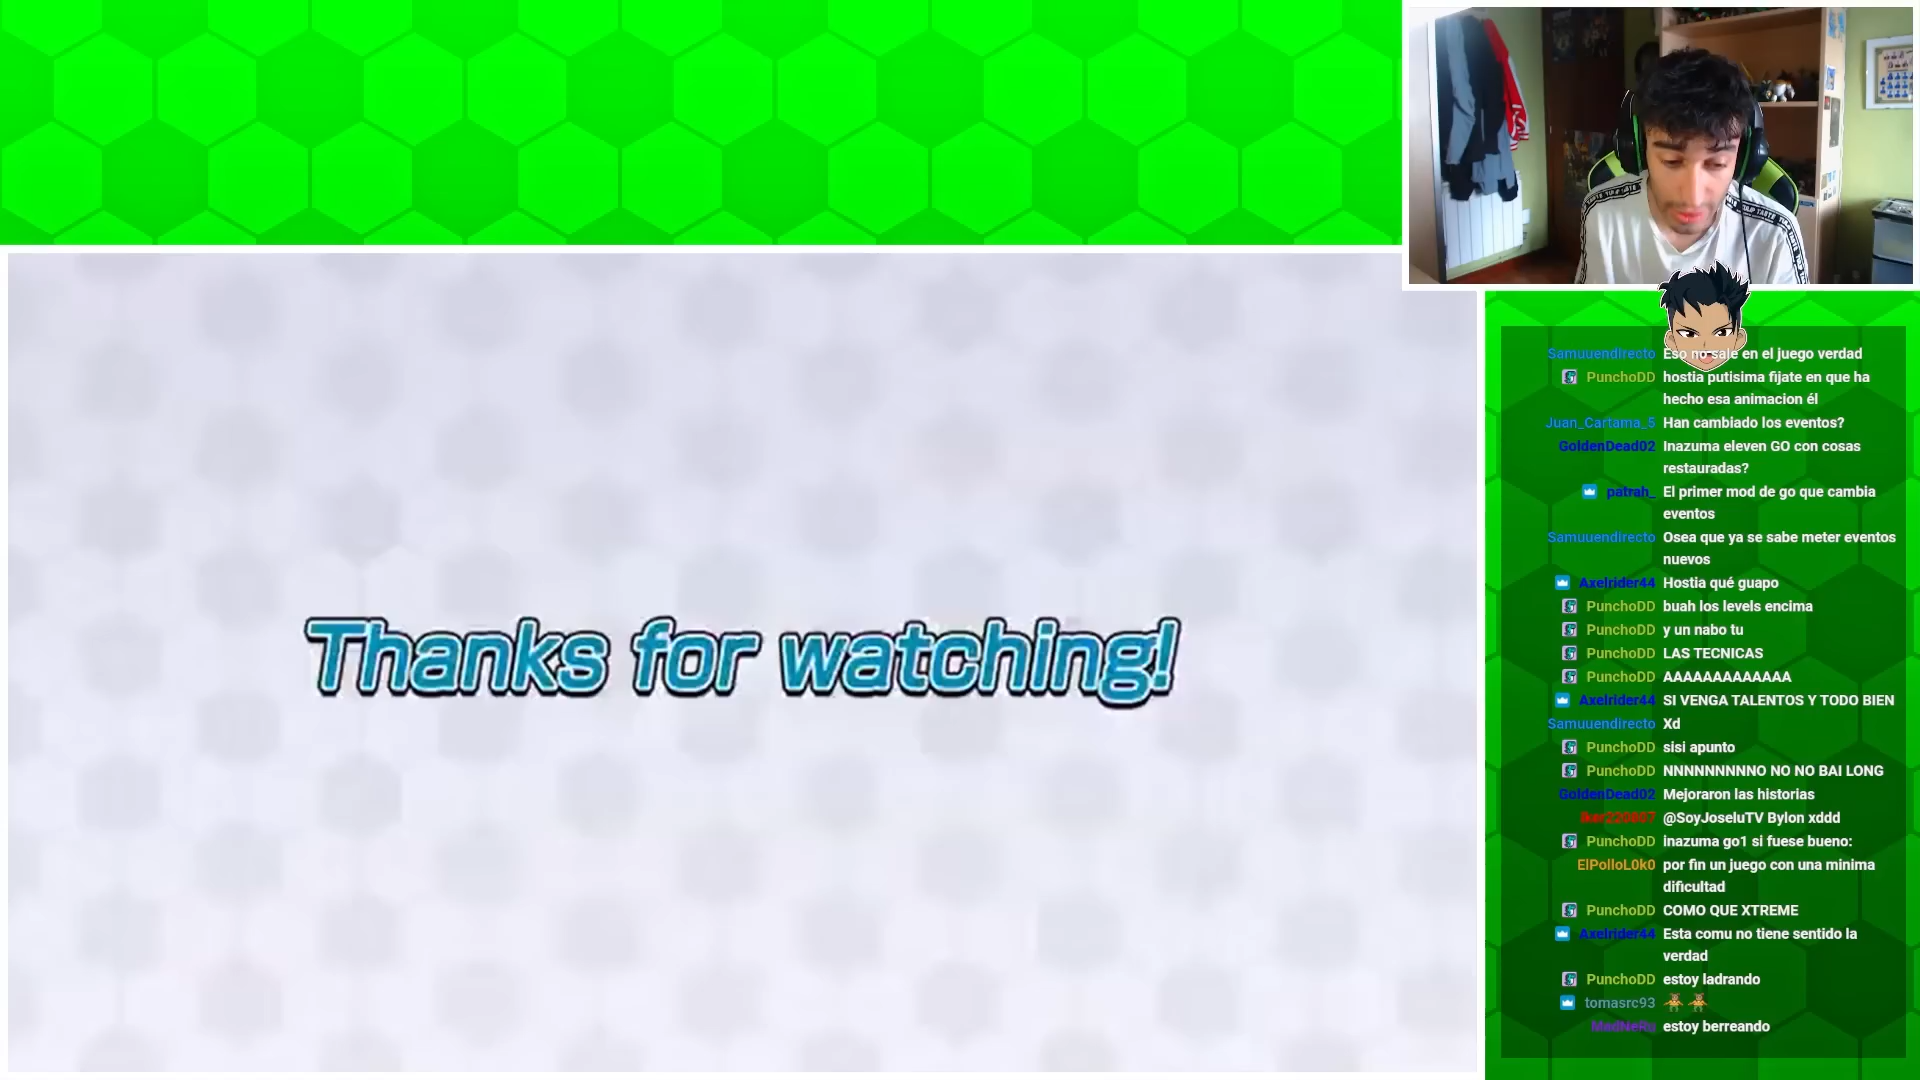 Thanks for watching!
Samuuendirecto Eso no sale en el juego verdad
PunchoDD hostia putisima fijate en que ha
hecho esa animacion él
Juan_Cartama_5 Han cambiado los eventos?
GoldenDead02 Inazuma eleven GO con cosas
restauradas?
patrah_ El primer mod de go que cambia
eventos
Samuuendirecto Osea que ya se sabe meter eventos
nuevos
Axelrider44 Hostia qué guapo
PunchoDD buah los levels encima
PunchoDD y un nabo tu
PunchoDD LAS TECNICAS
PunchoDD AAAAAAAAAAAAA
Axelrider44 SI VENGA TALENTOS Y TODO BIEN
Samuuendirecto Xd
PunchoDD sisi apunto
PunchoDD NNNNNNNNNO NO NO BAI LONG
GoldenDead02 Mejoraron las historias
iker220807 @SoyJoseluTV Bylon xddd
PunchoDD inazuma go1 si fuese bueno:
ElPolloL0k0 por fin un juego con una minima
dificultad
PunchoDD COMO QUE XTREME
Axelrider44 Esta comu no tiene sentido la
verdad
PunchoDD estoy ladrando
tomasrc93
estoy berreando